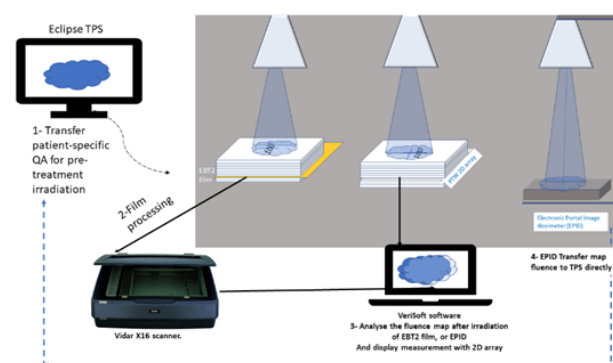 Eclipse TPS
1- Transfer
patient-specific
QA for pre-
treatment
irradiation
EBT2
Film
PTW 2D array
Electronic Portal Image
dosimeter (EPID)
2-Film
processing
4- EPID Transfer map
fluence to TPS directly
Vidar X16 scanner.
VeriSoft software
3- Analyse the fluence map after irradiation
of EBT2 film, or EPID
And display measurement with 2D array